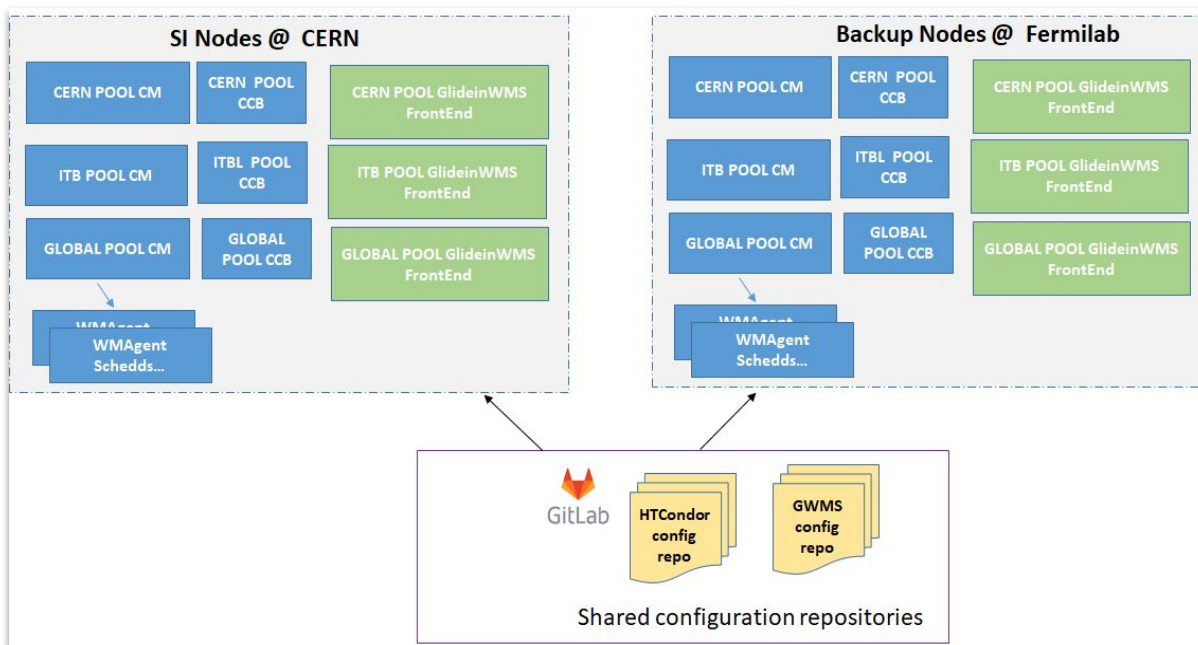 SI Nodes @ CERN
CERN POOL CM
CERN POOL
CCB
CERN POOL GlideinWMS
FrontEnd
ITB POOL CM
ITBL POOL
CCB
ITB POOL GlideinWMS
FrontEnd
GLOBAL POOL CM
GLOBAL
POOL CCB
GLOBAL POOL GlideinWMS
FrontEnd
WMAgent
WMAgent
Schedds...
Backup Nodes @ Fermilab
CERN POOL CM
CERN POOL
CCB
CERN POOL GlideinWMS
FrontEnd
ITB POOL CM
ITBL POOL
CCB
ITB POOL GlideinWMS
FrontEnd
GLOBAL POOL CM
GLOBAL
POOL CCB
GLOBAL POOL GlideinWMS
FrontEnd
WMAgent
WMAgent
Schedds...
GitLab
HTCondor
config
repo
GWMS
config
repo
Shared configuration repositories